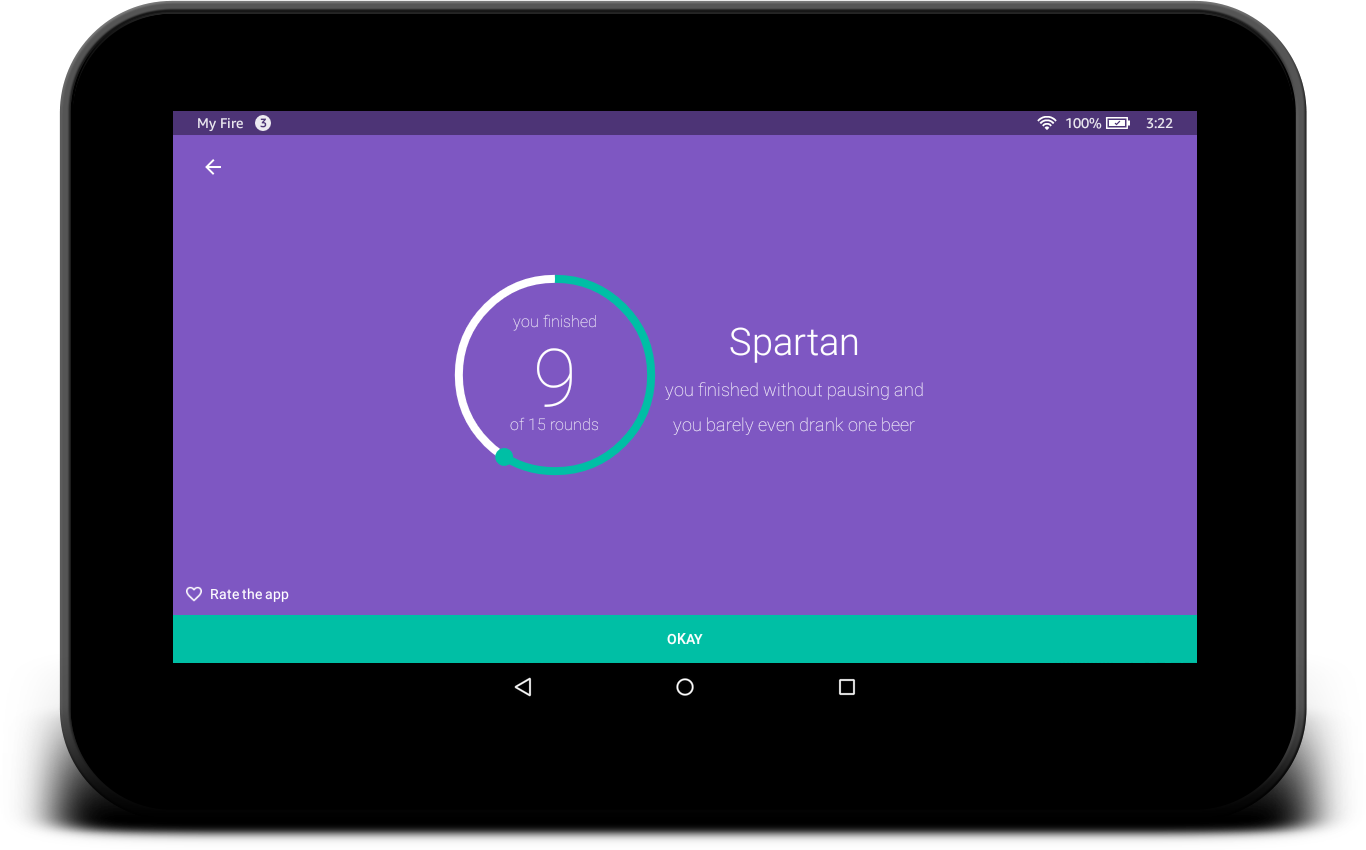 My Fire 3 100% 3:22
you finished
9
of 15 rounds
Spartan
you finished without pausing and
you barely even drank one beer
Rate the app
OKAY